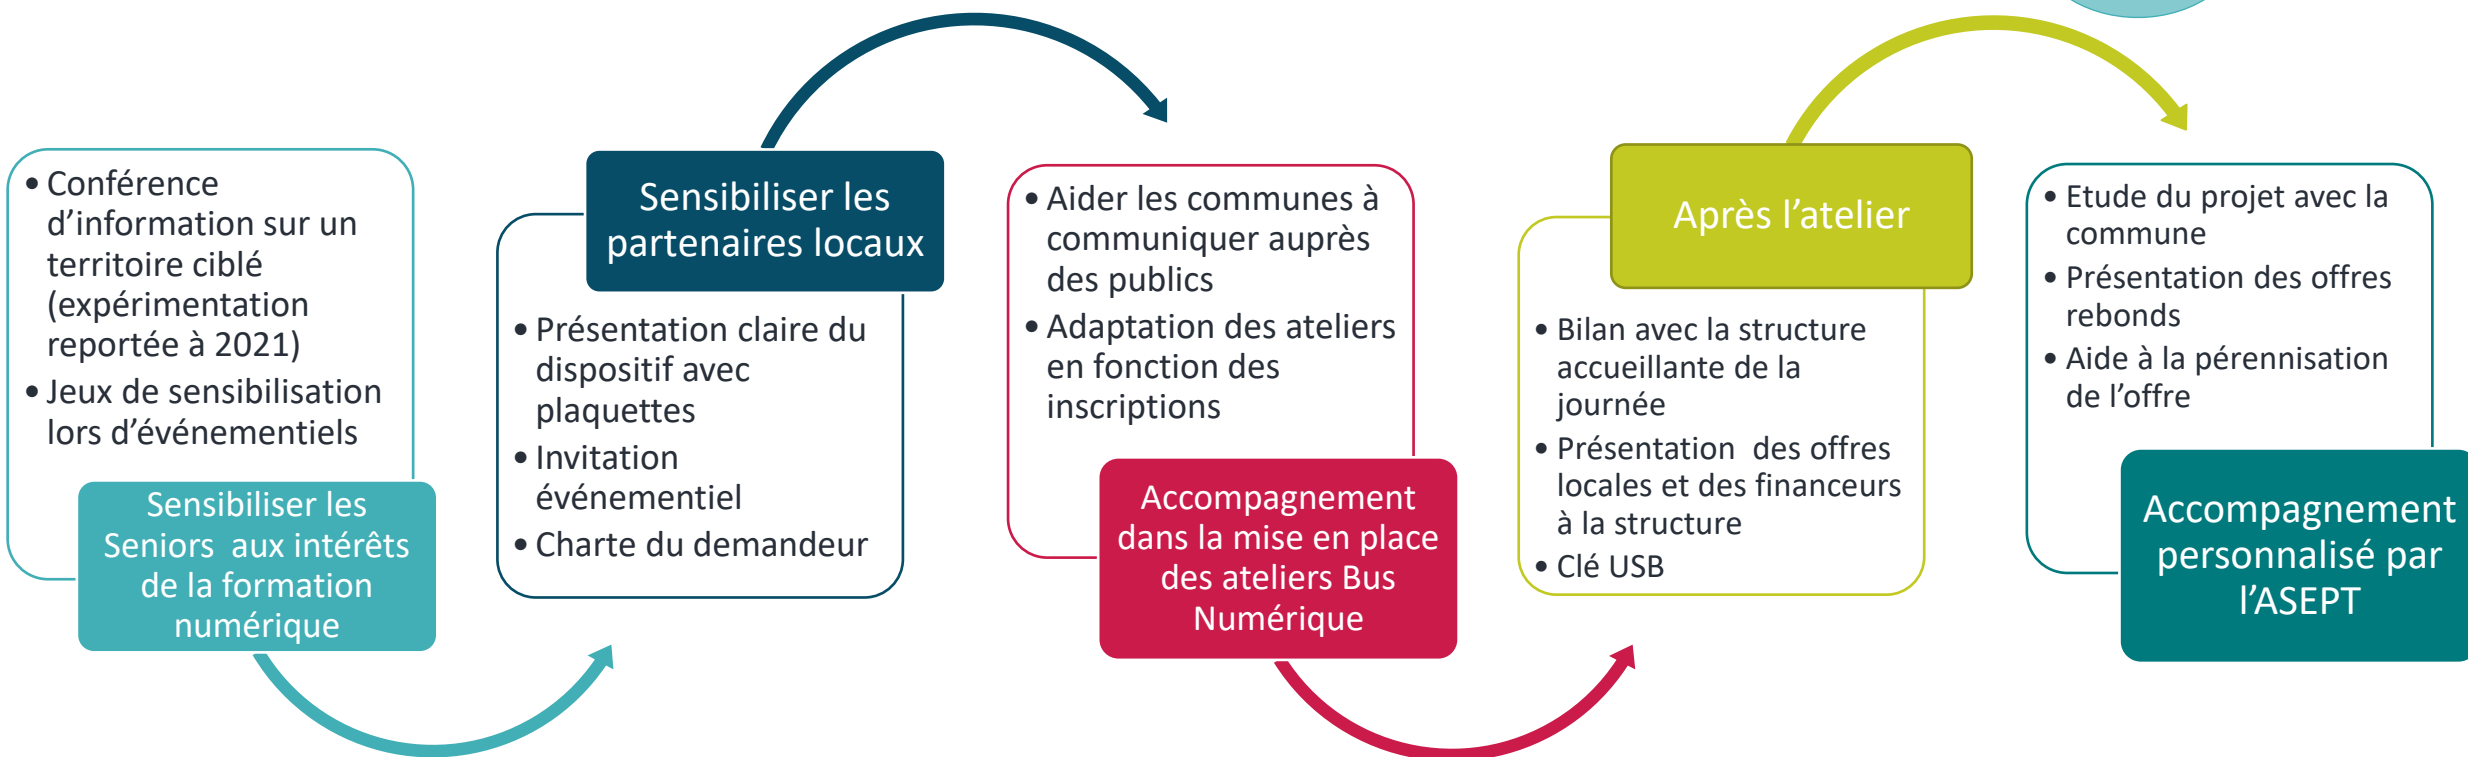 • Conférence
d’information sur un
territoire ciblé
(expérimentation
reportée à 2021)
• Jeux de sensibilisation
lors d’événementiels
Sensibiliser les
Seniors  aux intérêts
de la formation
numérique
Sensibiliser les
partenaires locaux
• Présentation claire du
dispositif avec
plaquettes
• Invitation
événementiel
• Charte du demandeur
• Aider les communes à
communiquer auprès
des publics
• Adaptation des ateliers
en fonction des
inscriptions
Accompagnement
dans la mise en place
des ateliers Bus
Numérique
Après l’atelier
• Bilan avec la structure
accueillante de la
journée
• Présentation  des offres
locales et des financeurs
à la structure
• Clé USB
• Etude du projet avec la
commune
• Présentation des offres
rebonds
• Aide à la pérennisation
de l’offre
Accompagnement
personnalisé par
l’ASEPT